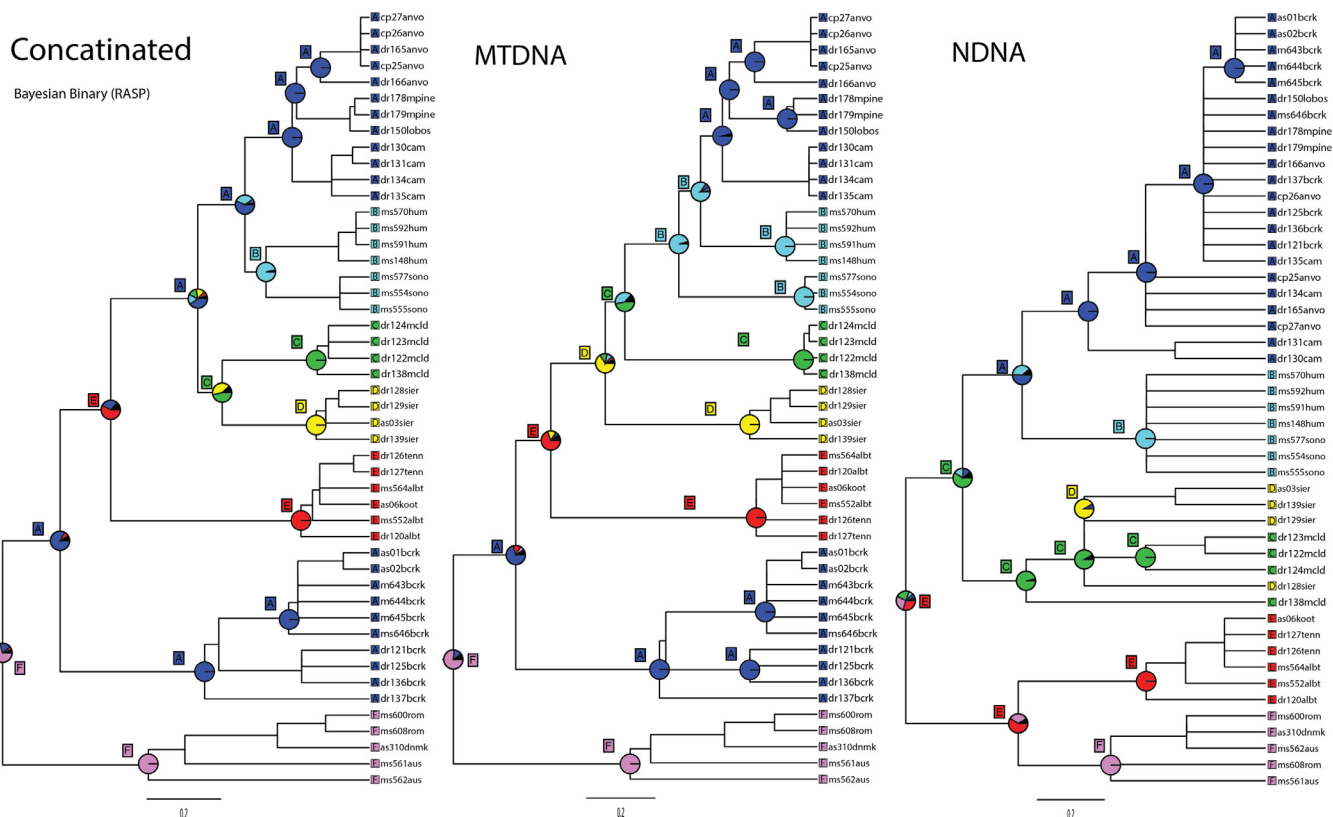 Concatinated
Bayesian Binary (RASP)
A
A
A
A
B
A
C
C
D
E
E
A
A
A
F
F
A cp27anvo
A cp26anvo
A dr165anvo
A cp25anvo
A dr166anvo
A dr178mpine
A dr179mpine
A dr150lobos
A dr130cam
A dr131cam
A dr134cam
A dr135cam
B ms570hum
B ms592hum
B ms591hum
B ms148hum
B ms577sono
B ms554sono
B ms555sono
C dr124mcld
C dr123mcld
C dr122mcld
C dr138mcld
D dr128sier
D dr129sier
D as03sier
D dr139sier
E dr126tenn
E dr127tenn
E ms564albt
E as06koot
E ms552albt
E dr120albt
A as01bcrk
A as02bcrk
A m643bcrk
A m644bcrk
A m645bcrk
A ms646bcrk
A dr121bcrk
A dr125bcrk
A dr136bcrk
A dr137bcrk
F ms600rom
F ms608rom
F as310dnmk
F ms561aus
F ms562aus
0.2
MTDNA
A
A
A
A
B
B
B
B
C
C
D
D
E
E
A
A
A
A
F
F
A cp27anvo
A cp26anvo
A dr165anvo
A cp25anvo
A dr166anvo
A dr178mpine
A dr179mpine
A dr150lobos
A dr130cam
A dr131cam
A dr134cam
A dr135cam
B ms570hum
B ms592hum
B ms591hum
B ms148hum
B ms577sono
B ms554sono
B ms555sono
C dr124mcld
C dr123mcld
C dr122mcld
C dr138mcld
D dr128sier
D dr129sier
D as03sier
D dr139sier
E ms564albt
E dr120albt
E as06koot
E ms552albt
E dr126tenn
E dr127tenn
A as01bcrk
A as02bcrk
A m643bcrk
A m644bcrk
A m645bcrk
A ms646bcrk
A dr121bcrk
A dr125bcrk
A dr136bcrk
A dr137bcrk
F ms600rom
F ms608rom
F as310dnmk
F ms561aus
F ms562aus
0.2
NDNA
A
A
A
A
A
B
C
D
C
C
C
E
E
E
F
A as01bcrk
A as02bcrk
A m643bcrk
A m644bcrk
A m645bcrk
A dr150lobos
A ms646bcrk
A dr178mpine
A dr179mpine
A dr166anvo
A dr137bcrk
A cp26anvo
A dr125bcrk
A dr136bcrk
A dr121bcrk
A dr135cam
A cp25anvo
A dr134cam
A dr165anvo
A cp27anvo
A dr131cam
A dr130cam
B ms570hum
B ms592hum
B ms591hum
B ms148hum
B ms577sono
B ms554sono
B ms555sono
D as03sier
D dr139sier
D dr129sier
C dr123mcld
C dr122mcld
C dr124mcld
D dr128sier
C dr138mcld
E as06koot
E dr127tenn
E dr126tenn
E ms564albt
E ms552albt
E dr120albt
F ms600rom
F as310dnmk
F ms562aus
F ms608rom
F ms561aus
0.2